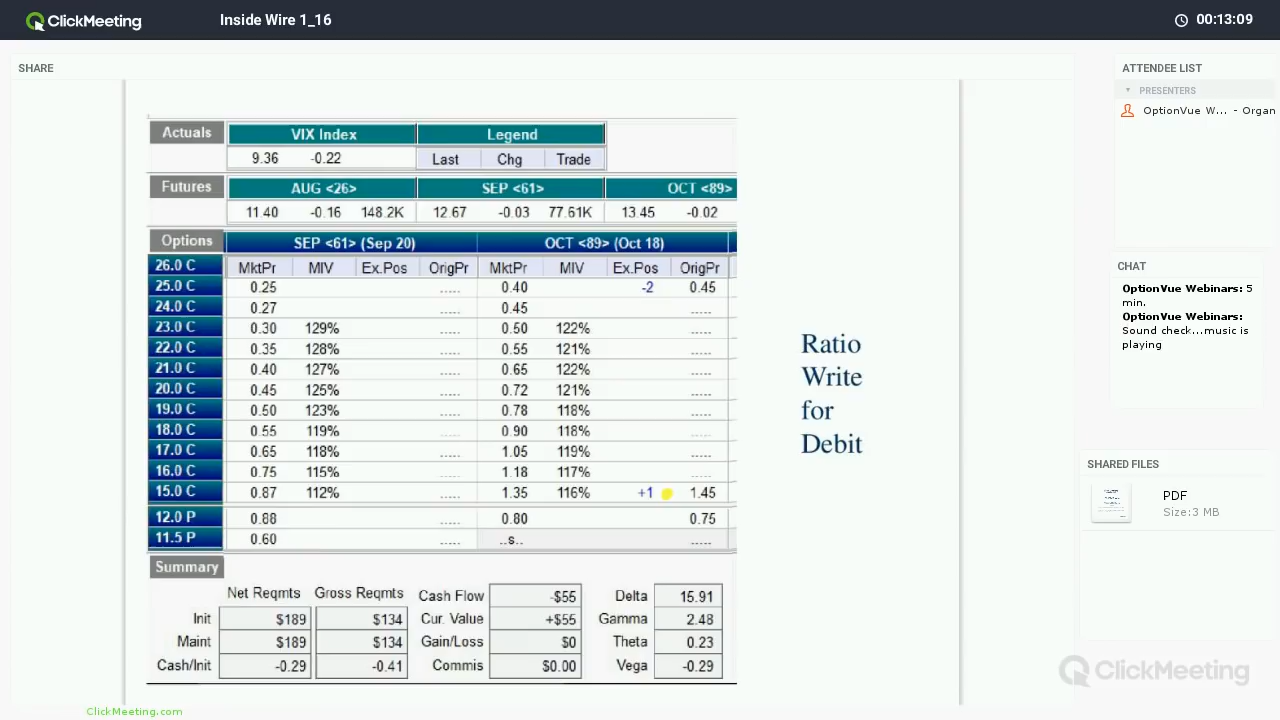 ClickMeeting
Inside Wire 1_16
00:13:09
SHARE
ATTENDEE LIST
PRESENTERS
OptionVue W... - Organ
Actuals VIX Index Legend
9.36 -0.22 Last Chg Trade
Futures AUG <26> SEP <61> OCT <89>
11.40 -0.16 148.2K 12.67 -0.03 77.61K 13.45 -0.02
Options SEP <61> (Sep 20) OCT <89> (Oct 18)
26.0 C MktPr MIV Ex.Pos OrigPr MktPr MIV Ex.Pos OrigPr
25.0 C 0.25 ..... 0.40 -2 0.45
24.0 C 0.27 0.45 .....
23.0 C 0.30 129% ..... 0.50 122% .....
22.0 C 0.35 128% ..... 0.55 121% .....
21.0 C 0.40 127% ..... 0.65 122% .....
20.0 C 0.45 125% ..... 0.72 121% .....
19.0 C 0.50 123% ..... 0.78 118% .....
18.0 C 0.55 119% ..... 0.90 118% .....
17.0 C 0.65 118% ..... 1.05 119% .....
16.0 C 0.75 115% ..... 1.18 117% .....
15.0 C 0.87 112% ..... 1.35 116% +1 1.45
12.0 P 0.88 ..... 0.80 0.75
11.5 P 0.60 ..... ..s.. .....
Summary
Net Reqmts Gross Reqmts Cash Flow -$55 Delta 15.91
Init $189 $134 Cur. Value +$55 Gamma 2.48
Maint $189 $134 Gain/Loss $0 Theta 0.23
Cash/Init -0.29 -0.41 Commis $0.00 Vega -0.29
Ratio
Write
for
Debit
CHAT
OptionVue Webinars: 5
min.
OptionVue Webinars:
Sound check...music is
playing
SHARED FILES
PDF
Size:3 MB
ClickMeeting
ClickMeeting.com